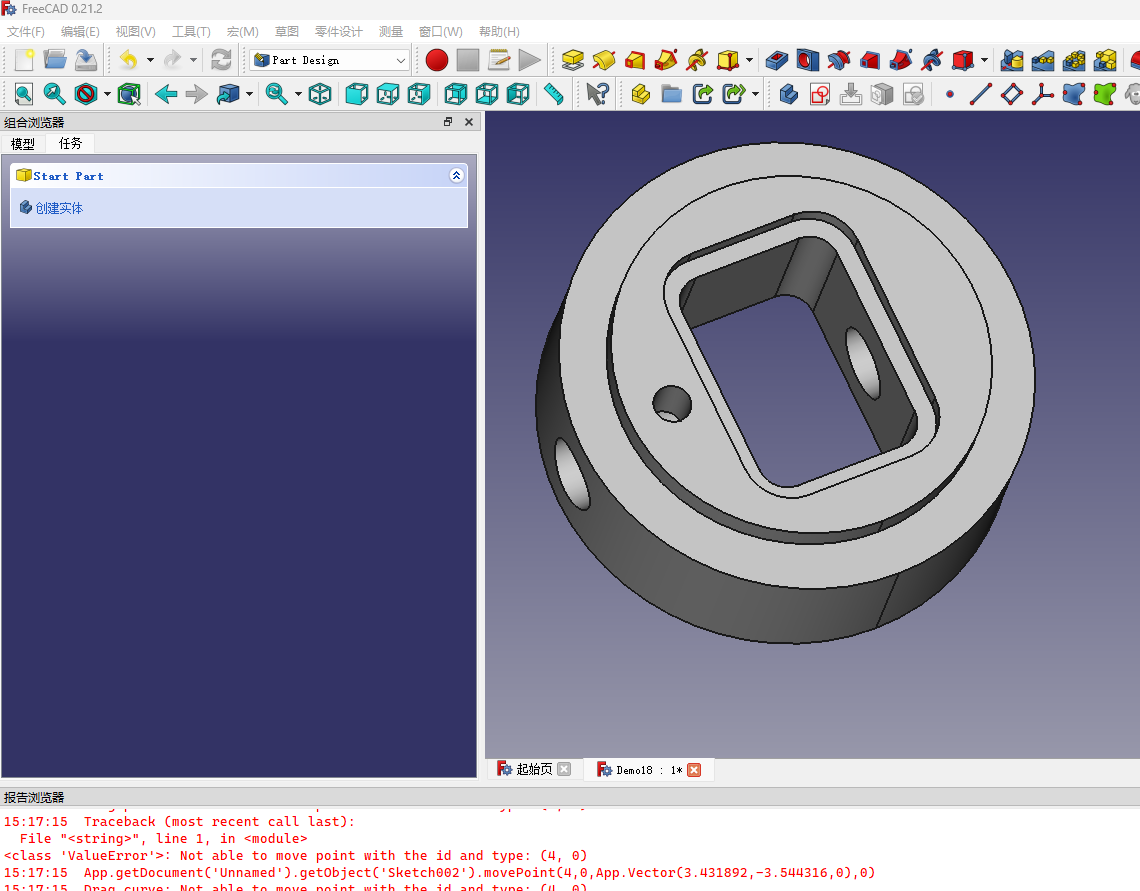 FreeCAD 0.21.2
文件(F) 编辑(E) 视图(V) 工具(T) 宏(M) 草图 零件设计 测量 窗口(W) 帮助(H)
Part Design
组合浏览器
模型 任务
Start Part
创建实体
起始页 Demo18 : 1*
报告浏览器
15:17:15 Traceback (most recent call last):
File "<string>", line 1, in <module>
<class 'ValueError'>: Not able to move point with the id and type: (4, 0)
15:17:15 App.getDocument('Unnamed').getObject('Sketch002').movePoint(4,0,App.Vector(3.431892,-3.544316,0),0)
15:17:15 Drag curve: Not able to move point with the id and type: (4, 0)